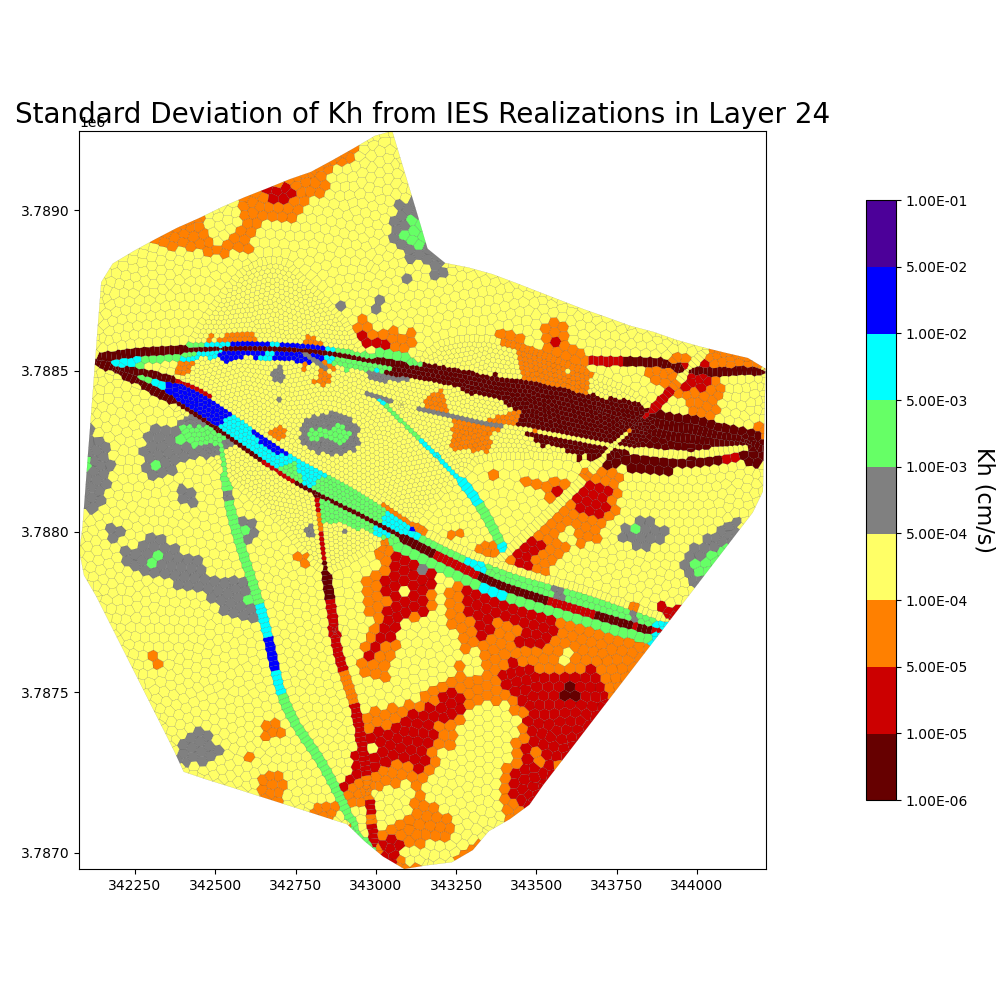 Standard Deviation of Kh from IES Realizations in Layer 24
1e6
3.7890
3.7885
3.7880
3.7875
3.7870
342250 342500 342750 343000 343250 343500 343750 344000
1.00E-01
5.00E-02
1.00E-02
5.00E-03
1.00E-03
5.00E-04
1.00E-04
5.00E-05
1.00E-05
1.00E-06
Kh (cm/s)